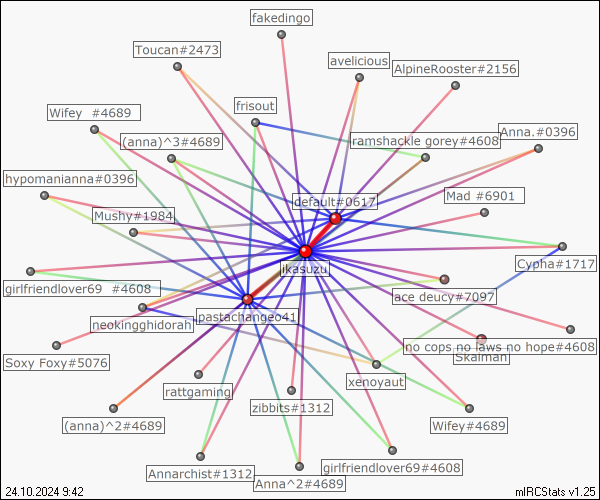 fakedingo
Toucan#2473
avelicious
AlpineRooster#2156
frisout
Wifey #4689
(anna)^3#4689
ramshackle gorey#4608
Anna.#0396
hypomanianna#0396
Mad #6901
default#0617
Mushy#1984
Cypha#1717
jkasuzu
girlfriendlover69 #4608
ace deucy#7097
pastachangeo41
neokingghidorah
no cops no laws no hope#4608
Skalman
Soxy Foxy#5076
xenoyaut
rattgaming
zibbits#1312
(anna)^2#4689
Wifey#4689
Annarchist#1312
girlfriendlover69#4608
Anna^2#4689
24.10.2024 9:42
mIRCStats v1.25